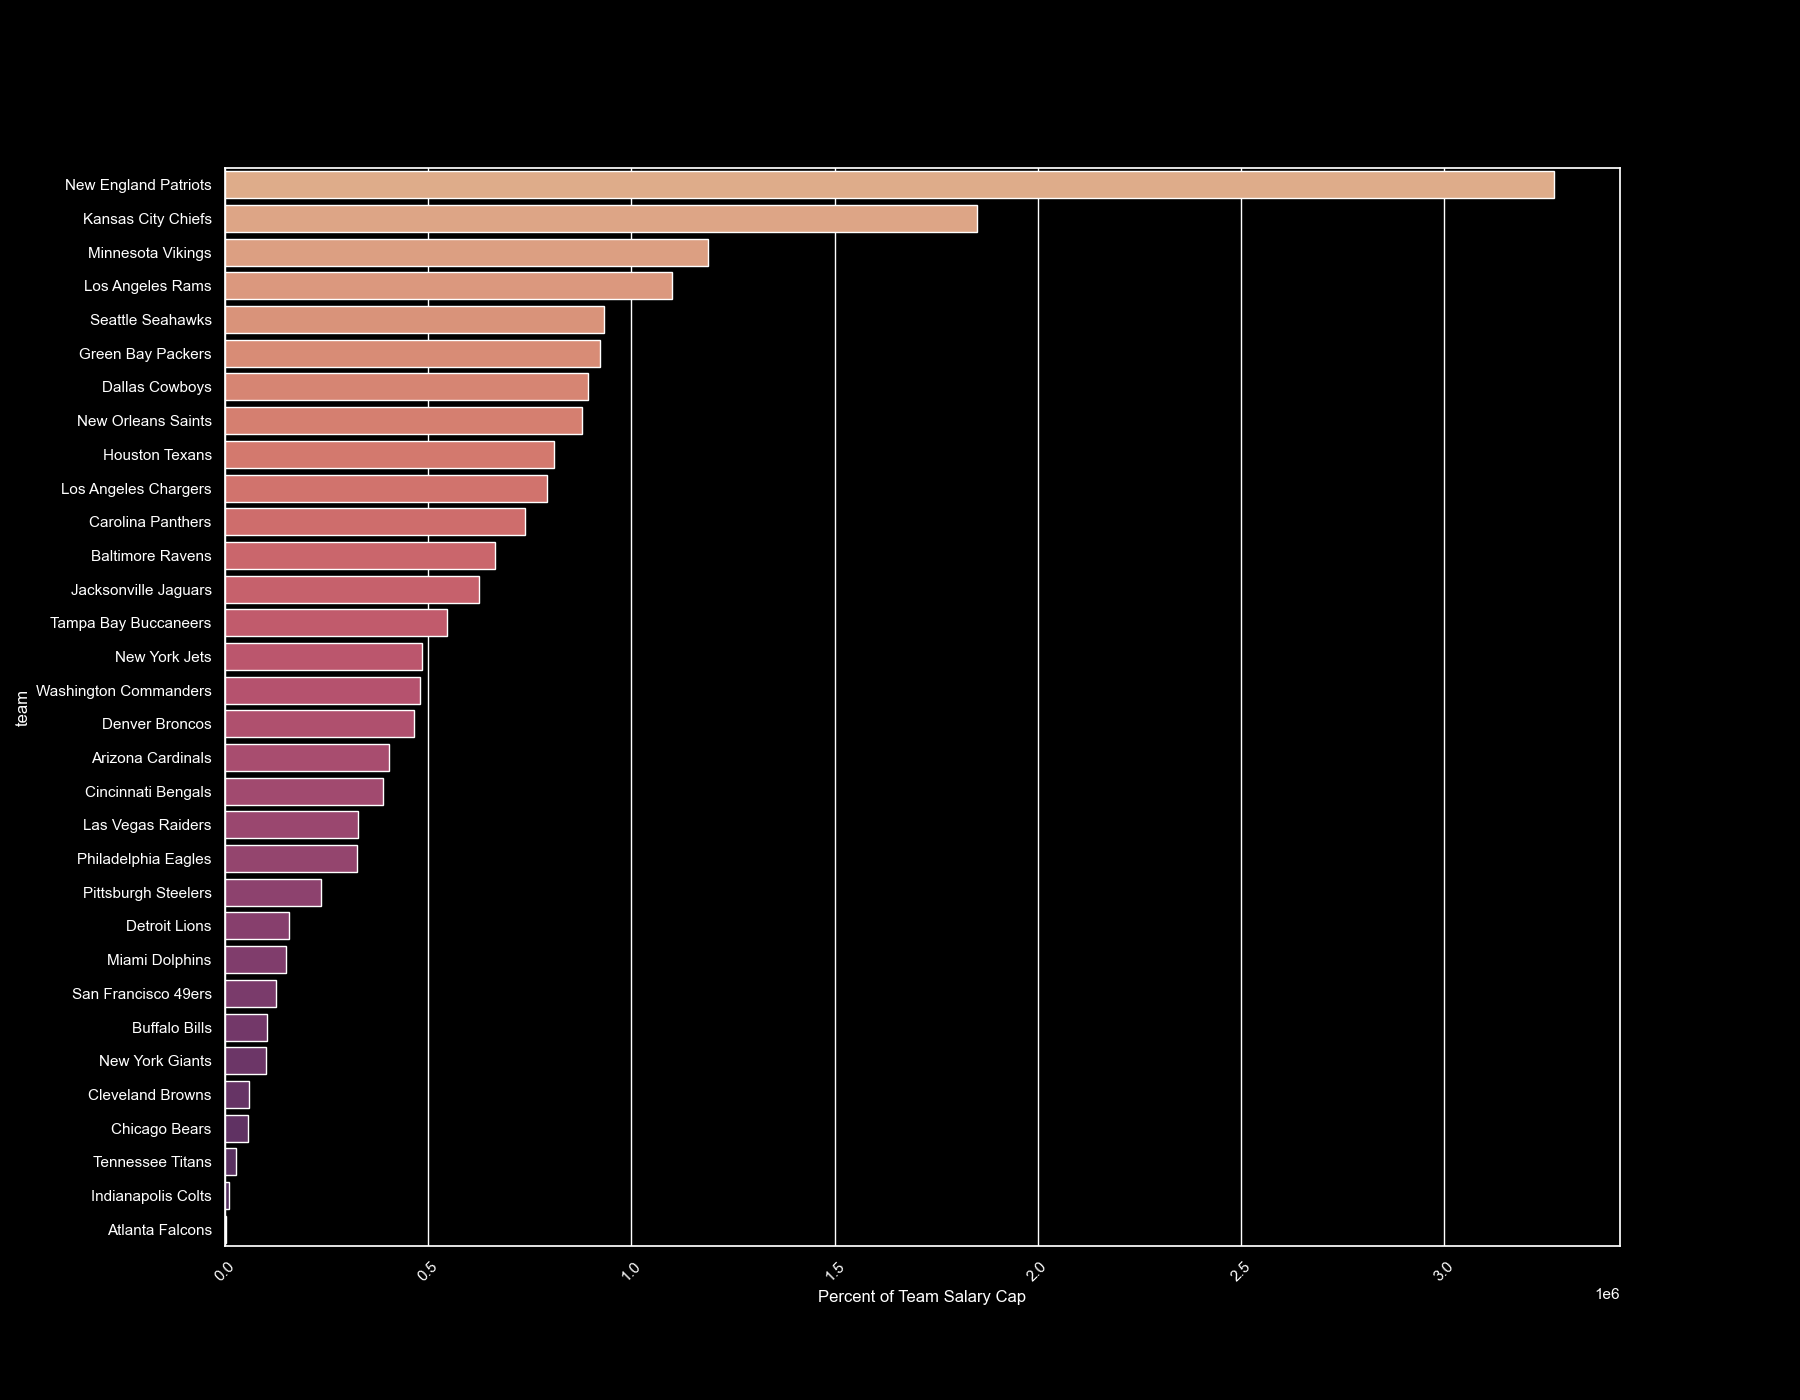 New England Patriots
Kansas City Chiefs
Minnesota Vikings
Los Angeles Rams
Seattle Seahawks
Green Bay Packers
Dallas Cowboys
New Orleans Saints
Houston Texans
Los Angeles Chargers
Carolina Panthers
Baltimore Ravens
Jacksonville Jaguars
Tampa Bay Buccaneers
New York Jets
Washington Commanders
Denver Broncos
Arizona Cardinals
Cincinnati Bengals
Las Vegas Raiders
Philadelphia Eagles
Pittsburgh Steelers
Detroit Lions
Miami Dolphins
San Francisco 49ers
Buffalo Bills
New York Giants
Cleveland Browns
Chicago Bears
Tennessee Titans
Indianapolis Colts
Atlanta Falcons
team
0.0 0.5 1.0 1.5 2.0 2.5 3.0
1e6
Percent of Team Salary Cap